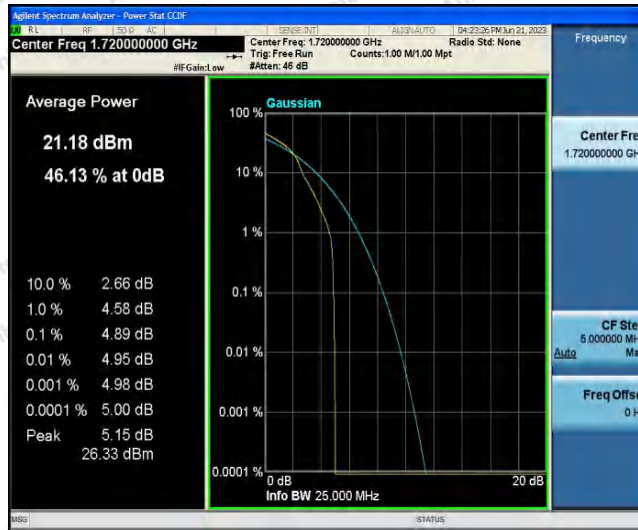 Agilent Spectrum Analyzer - Power Stat CCDF
RL RF 50 Ω AC SENSE:INT ALIGN AUTO 04:23:26 PM Jun 21, 2023
Center Freq 1.720000000 GHz
Center Freq: 1.720000000 GHz Radio Std: None
Trig: Free Run Counts:1.00 M/1.00 Mpt
#IFGain:Low #Atten: 46 dB
Frequency
Average Power
21.18 dBm
46.13 % at 0dB
10.0 % 2.66 dB
1.0 % 4.58 dB
0.1 % 4.89 dB
0.01 % 4.95 dB
0.001 % 4.98 dB
0.0001 % 5.00 dB
Peak 5.15 dB
26.33 dBm
Gaussian
100 %
10 %
1 %
0.1 %
0.01 %
0.001 %
0.0001 %
0 dB 20 dB
Info BW 25.000 MHz
Center Fre
1.720000000 GH
CF Ste
5.000000 MH
Auto Ma
Freq Offse
0 H
MSG STATUS